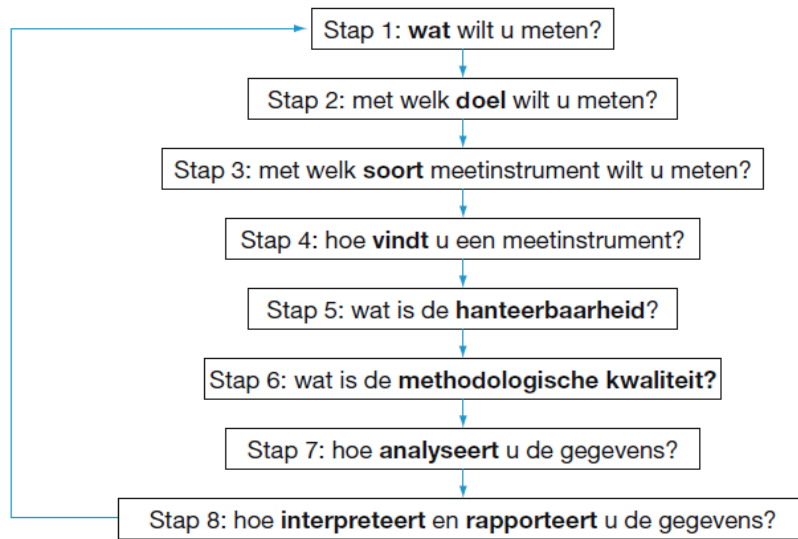 Stap 1: wat wilt u meten?
Stap 2: met welk doel wilt u meten?
Stap 3: met welk soort meetinstrument wilt u meten?
Stap 4: hoe vindt u een meetinstrument?
Stap 5: wat is de hanteerbaarheid?
Stap 6: wat is de methodologische kwaliteit?
Stap 7: hoe analyseert u de gegevens?
Stap 8: hoe interpreteert en rapporteert u de gegevens?